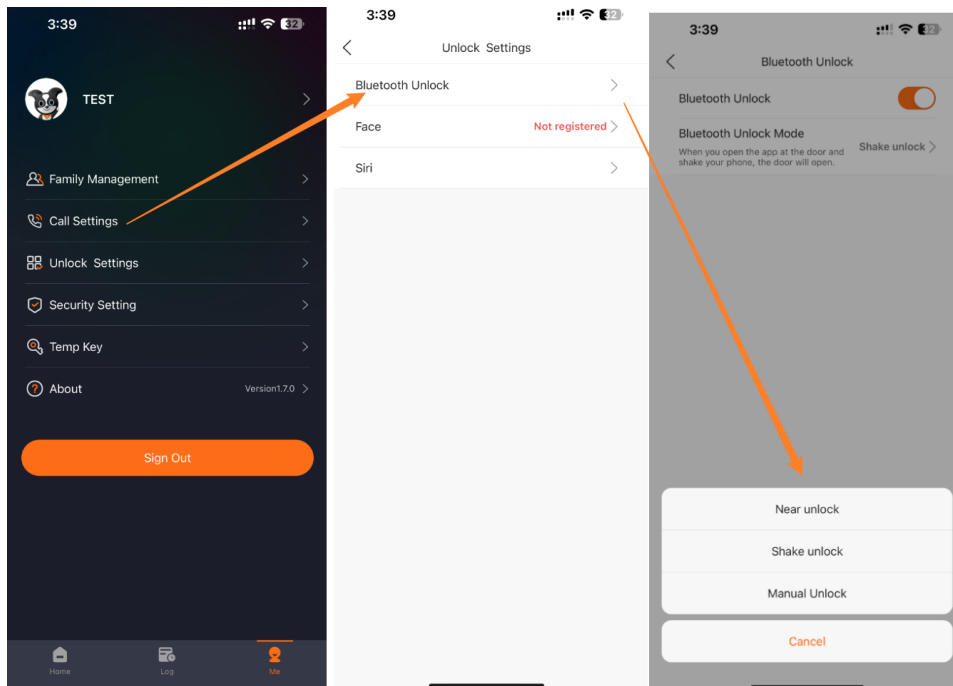 3:39
32
TEST
Family Management
Call Settings
Unlock Settings
Security Setting
Temp Key
About
Version1.7.0
Sign Out
Home
Log
Me
3:39
32
Unlock Settings
Bluetooth Unlock
Face
Not registered
Siri
3:39
32
Bluetooth Unlock
Bluetooth Unlock
Bluetooth Unlock Mode
When you open the app at the door and
shake your phone, the door will open.
Shake unlock
Near unlock
Shake unlock
Manual Unlock
Cancel